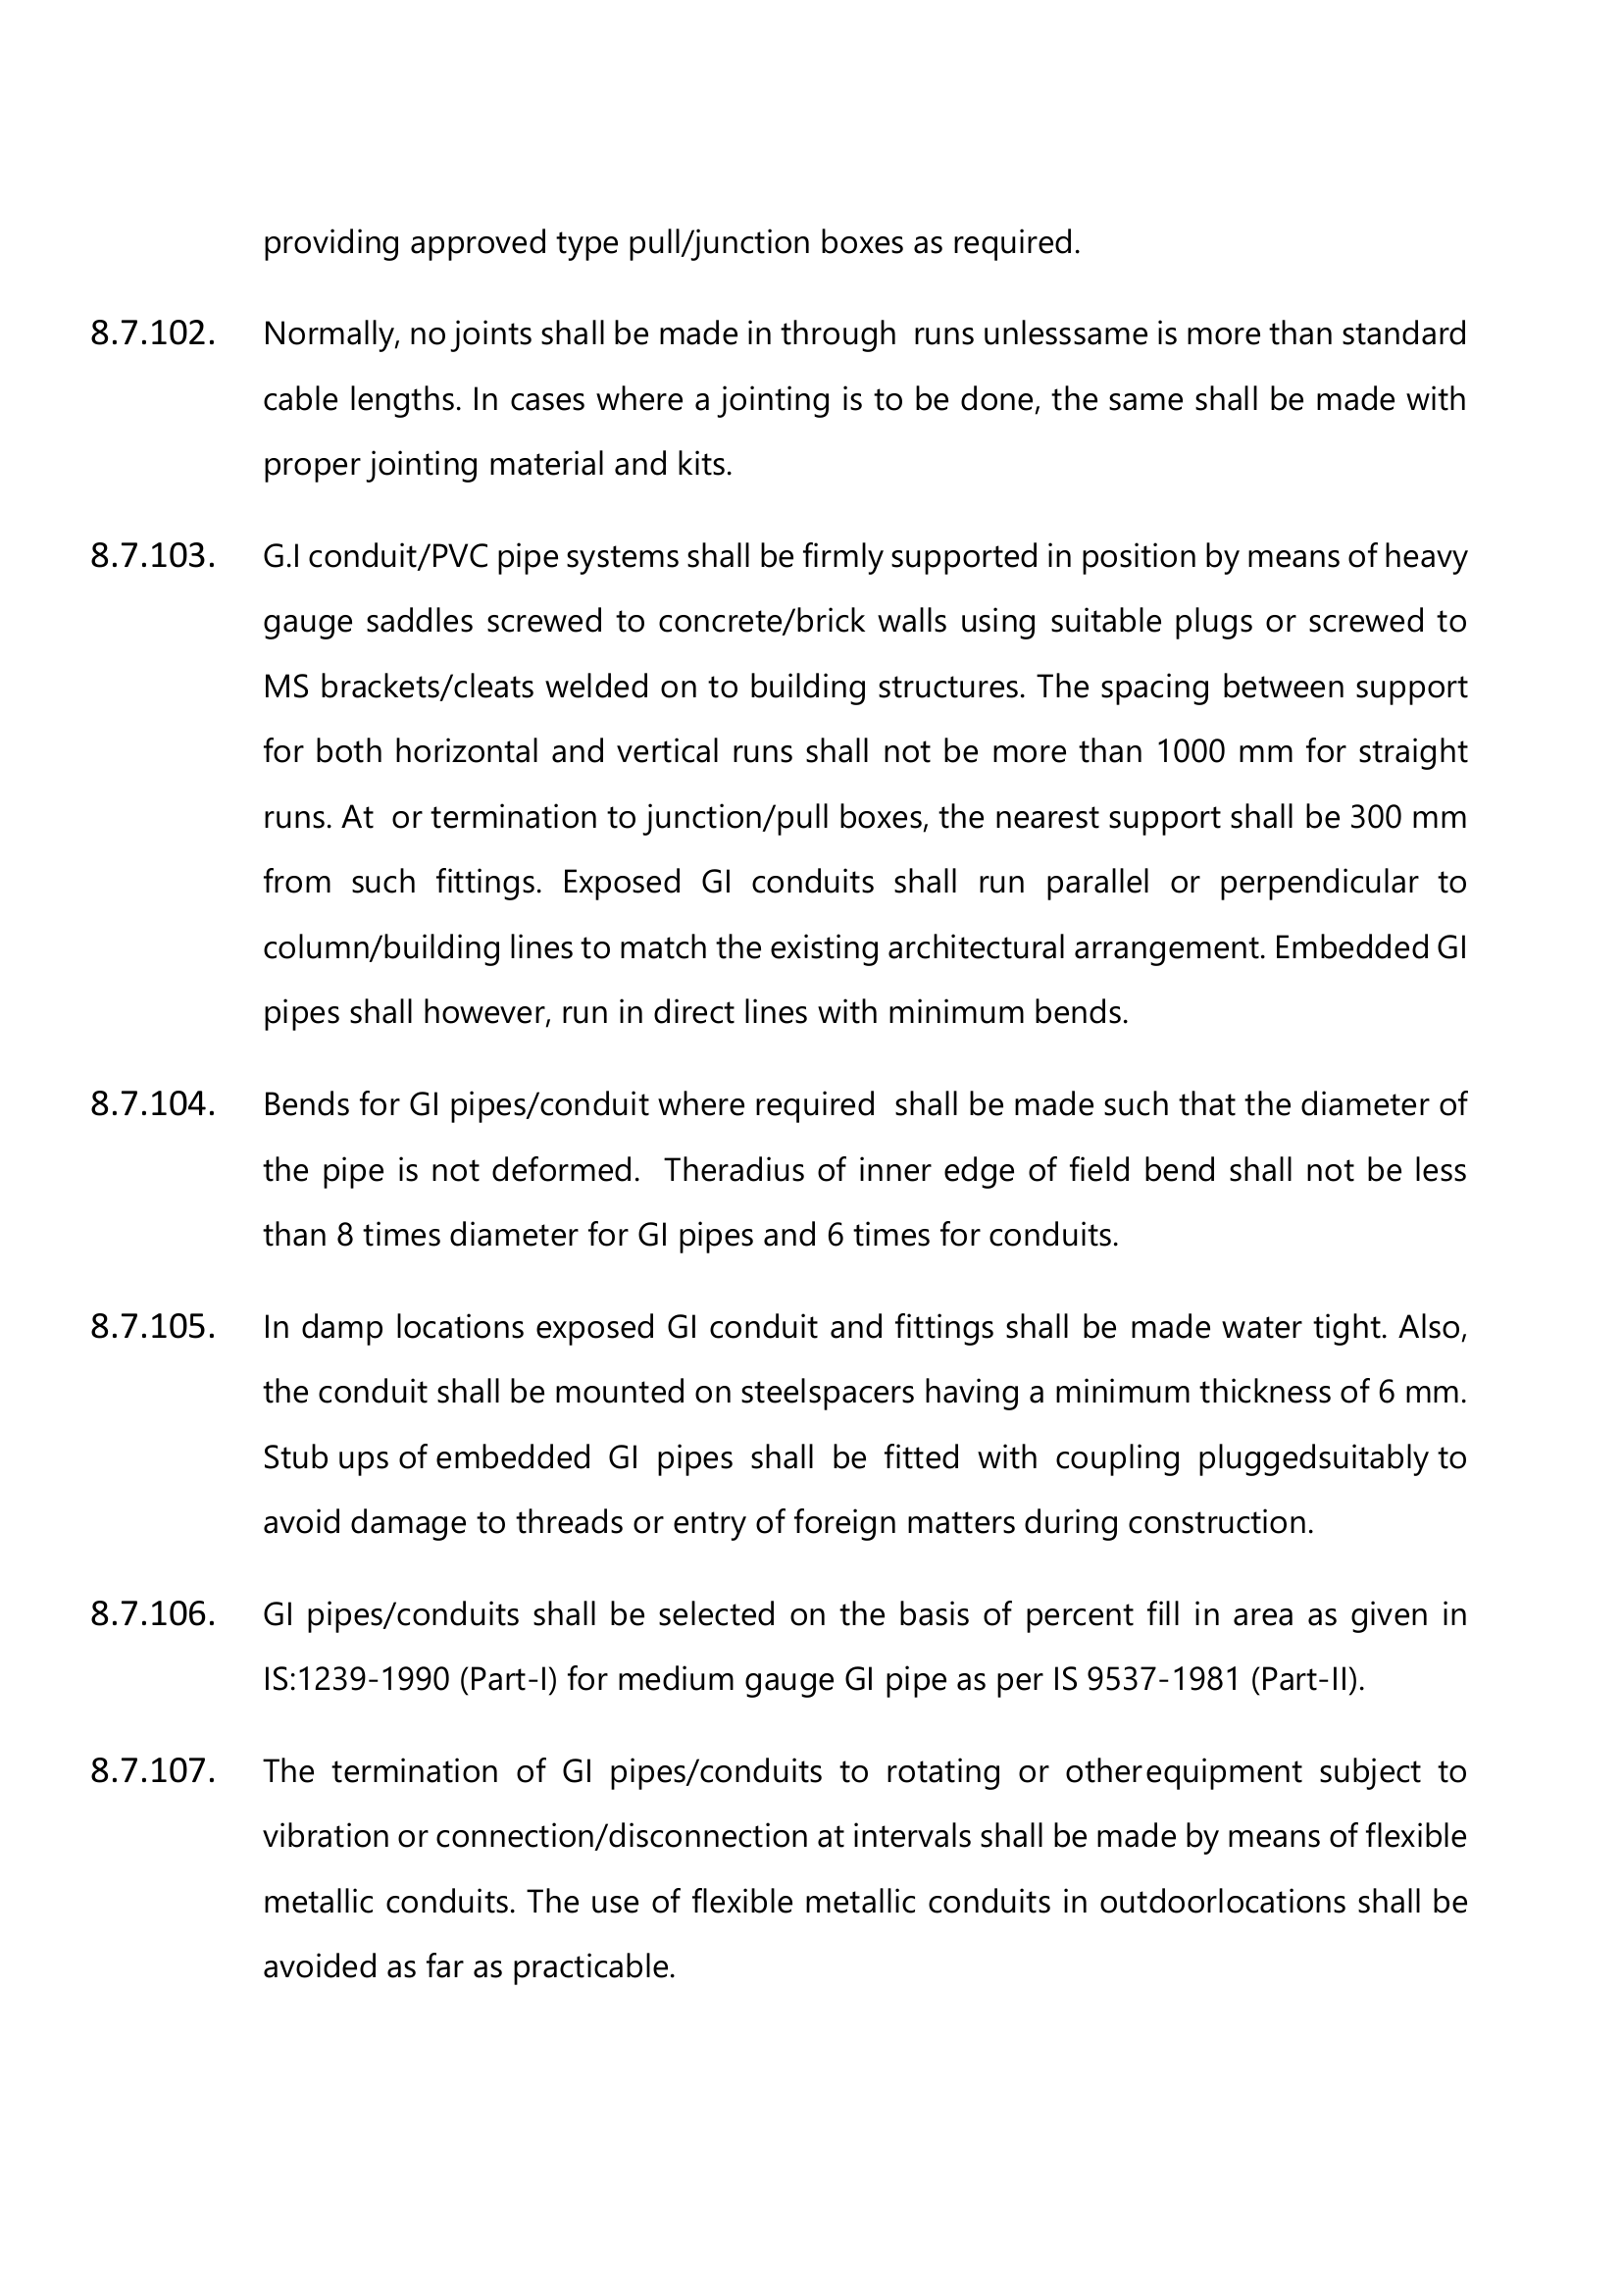 providing approved type pull/junction boxes as required.
8.7.102. Normally, no joints shall be made in through runs unlesssame is more than standard
cable lengths. In cases where a jointing is to be done, the same shall be made with
proper jointing material and kits.
8.7.103. G.I conduit/PVC pipe systems shall be firmly supported in position by means of heavy
gauge saddles screwed to concrete/brick walls using suitable plugs or screwed to
MS brackets/cleats welded on to building structures. The spacing between support
for both horizontal and vertical runs shall not be more than 1000 mm for straight
runs. At or termination to junction/pull boxes, the nearest support shall be 300 mm
from such fittings. Exposed GI conduits shall run parallel or perpendicular to
column/building lines to match the existing architectural arrangement. Embedded GI
pipes shall however, run in direct lines with minimum bends.
8.7.104. Bends for GI pipes/conduit where required shall be made such that the diameter of
the pipe is not deformed. Theradius of inner edge of field bend shall not be less
than 8 times diameter for GI pipes and 6 times for conduits.
8.7.105. In damp locations exposed GI conduit and fittings shall be made water tight. Also,
the conduit shall be mounted on steelspacers having a minimum thickness of 6 mm.
Stub ups of embedded GI pipes shall be fitted with coupling pluggedsuitably to
avoid damage to threads or entry of foreign matters during construction.
8.7.106. GI pipes/conduits shall be selected on the basis of percent fill in area as given in
IS:1239-1990 (Part-I) for medium gauge GI pipe as per IS 9537-1981 (Part-II).
8.7.107. The termination of GI pipes/conduits to rotating or otherequipment subject to
vibration or connection/disconnection at intervals shall be made by means of flexible
metallic conduits. The use of flexible metallic conduits in outdoorlocations shall be
avoided as far as practicable.